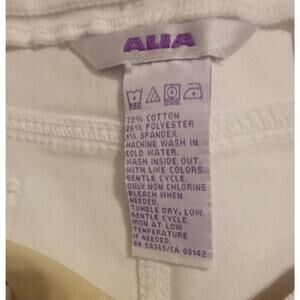 ALIA
73% COTTON
26% POLYESTER
1% SPANDEX
MACHINE WASH IN
COLD WATER.
WASH INSIDE OUT.
WITH LIKE COLORS.
GENTLE CYCLE.
ONLY NON CHLORINE
BLEACH WHEN
NEEDED.
TUMBLE DRY, LOW.
GENTLE CYCLE.
IRON AT LOW
TEMPERATURE
IF NEEDED.
RN 54345/CA 00142